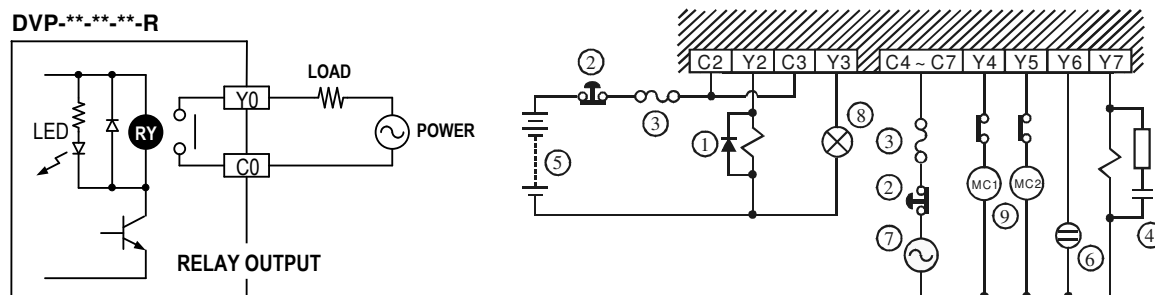 DVP-**-**-**-R
LED
RY
Y0
C0
LOAD
POWER
RELAY OUTPUT
C2 Y2 C3 Y3 C4 ~ C7 Y4 Y5 Y6 Y7
2
3
5
1
8
3
2
7
MC1 MC2
9
6
4